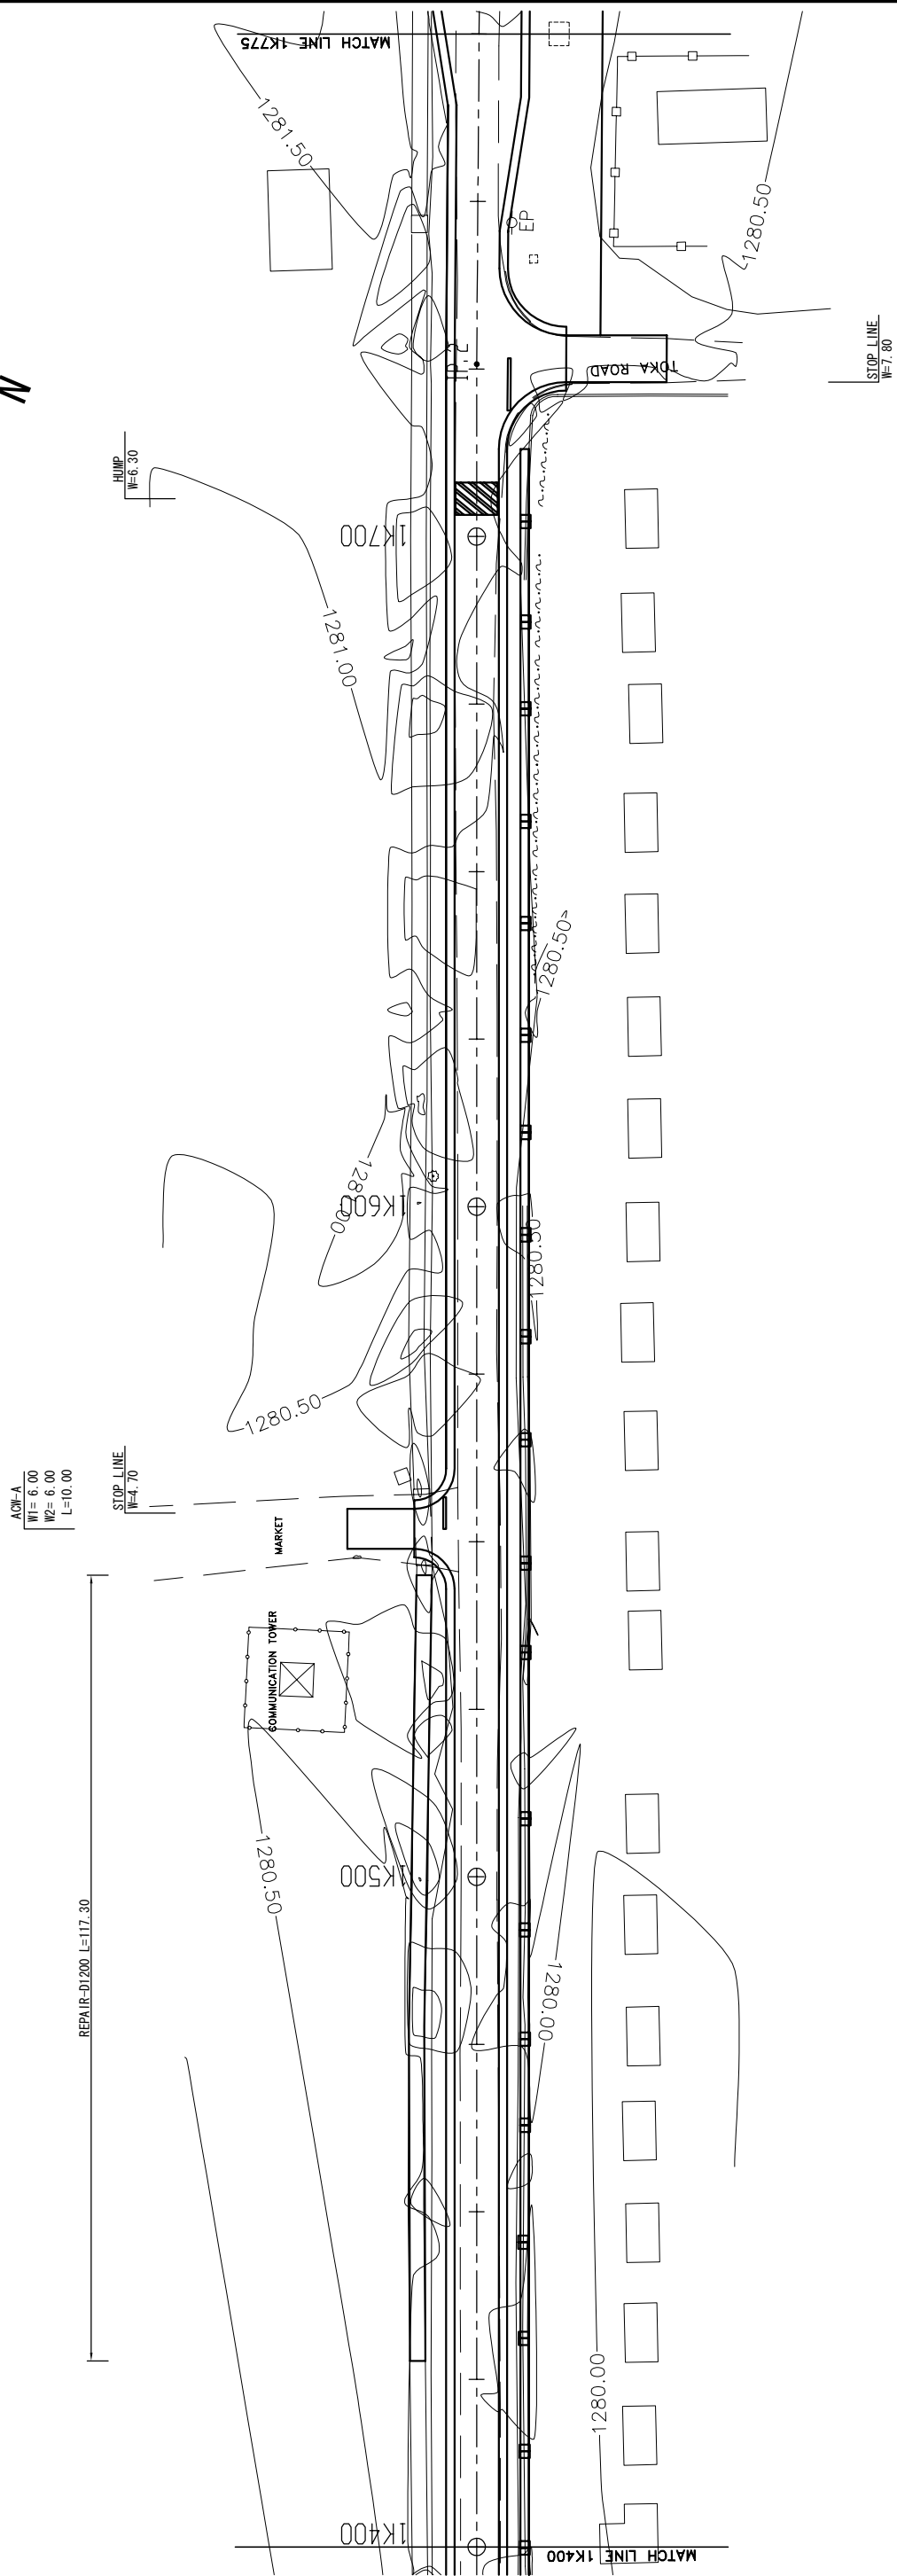 MATCH LINE 1K775
1281.50
1280.50
EP
N
IP.2
TOKA ROAD
STOP LINE
W=7.80
HUMP
W=6.30
1K700
1281.00
1280.50
1281.00
1K600
1280.50
1280.50
ACW-A
W1= 6.00
W2= 6.00
L=10.00
STOP LINE
W=4.70
MARKET
COMMUNICATION TOWER
1280.50
1K500
REPAIR-D1200 L=117.30
1280.00
1280.00
1K400
MATCH LINE 1K400